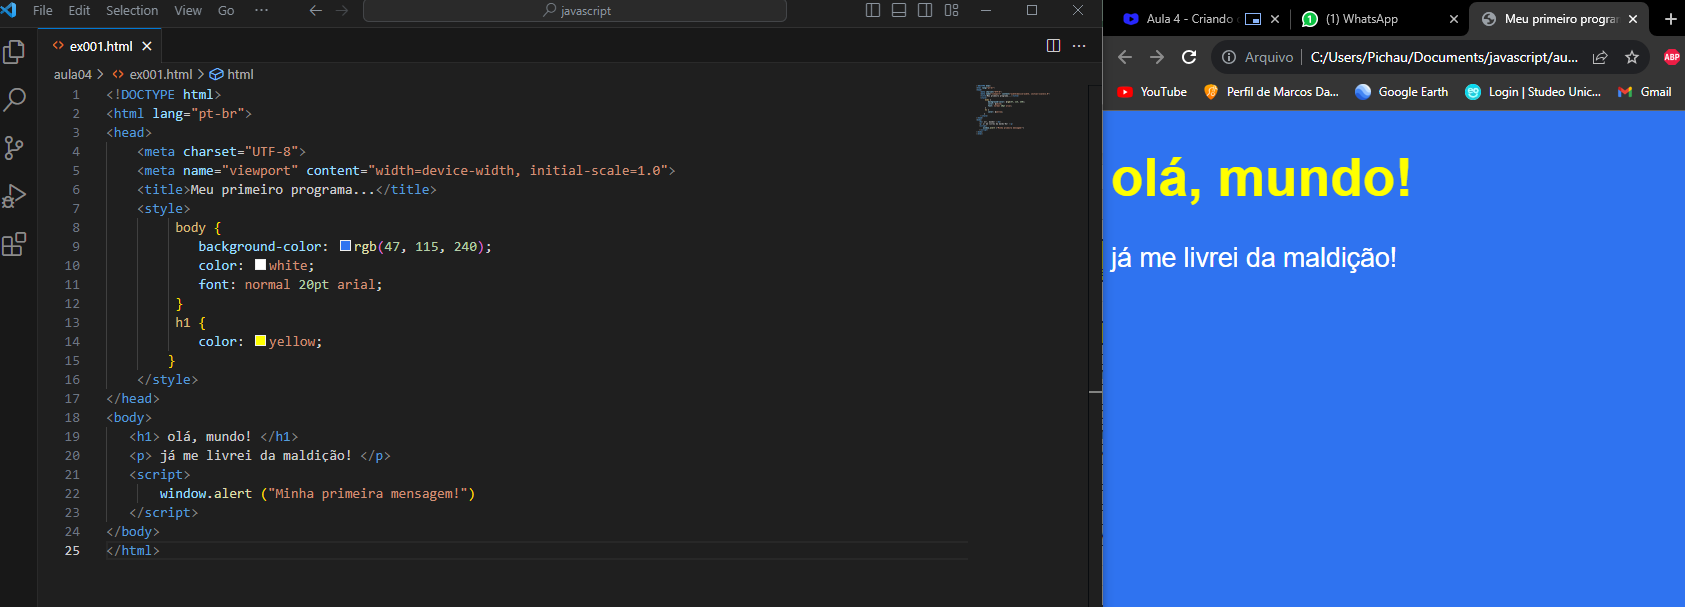 File Edit Selection View Go ··· javascript
ex001.html
aula04 > ex001.html > html
1 <!DOCTYPE html>
2 <html lang="pt-br">
3 <head>
4 <meta charset="UTF-8">
5 <meta name="viewport" content="width=device-width, initial-scale=1.0">
6 <title>Meu primeiro programa...</title>
7 <style>
8 body {
9 background-color: rgb(47, 115, 240);
10 color: white;
11 font: normal 20pt arial;
12 }
13 h1 {
14 color: yellow;
15 }
16 </style>
17 </head>
18 <body>
19 <h1> olá, mundo! </h1>
20 <p> já me livrei da maldição! </p>
21 <script>
22 window.alert ("Minha primeira mensagem!")
23 </script>
24 </body>
25 </html>
Aula 4 - Criando (1) WhatsApp Meu primeiro progra
Arquivo C:/Users/Pichau/Documents/javascript/au... ABP
YouTube Perfil de Marcos Da... Google Earth Login | Studeo Unic... Gmail
olá, mundo!
já me livrei da maldição!